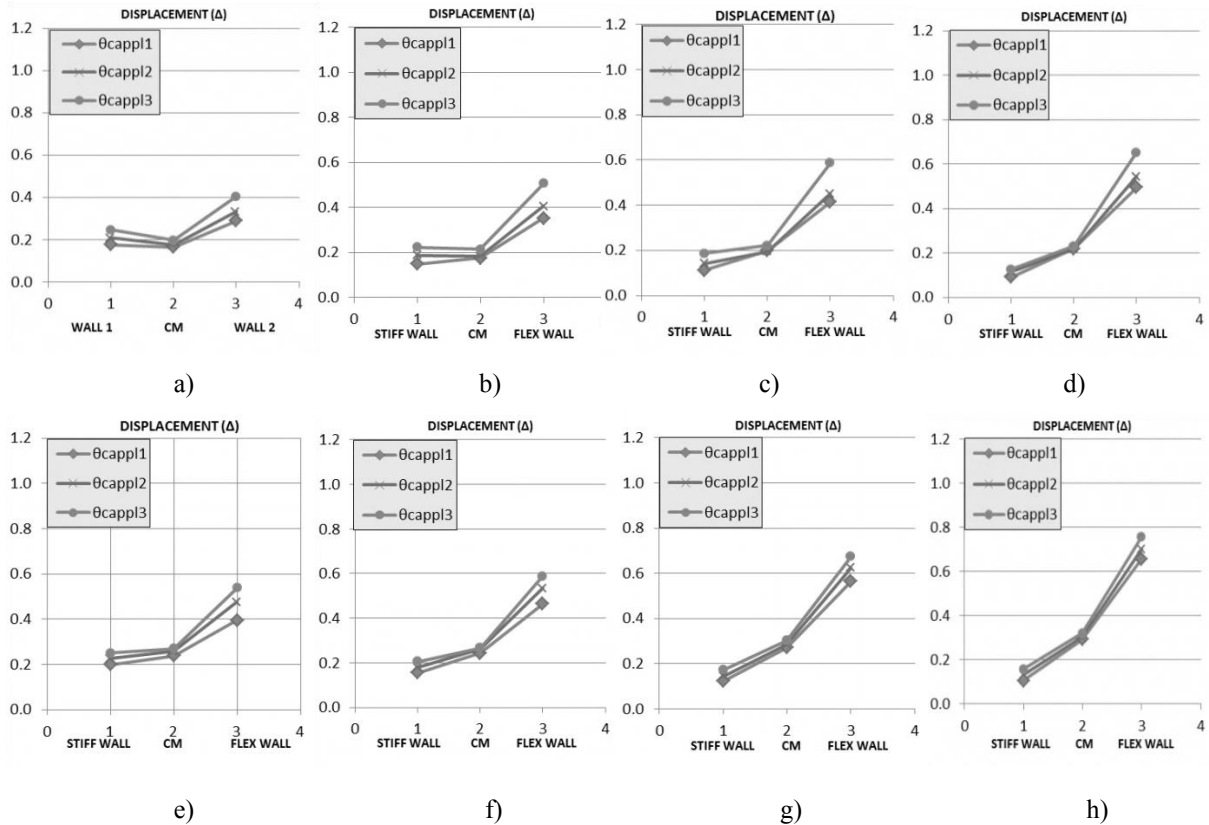 DISPLACEMENT (Δ)
1.2
1.0
0.8
0.6
0.4
0.2
0.0
θcappl1
θcappl2
θcappl3
0 1 2 3 4
WALL 1 CM WALL 2
a)
DISPLACEMENT (Δ)
1.2
1.0
0.8
0.6
0.4
0.2
0.0
θcappl1
θcappl2
θcappl3
0 1 2 3 4
STIFF WALL CM FLEX WALL
b)
DISPLACEMENT (Δ)
1.2
1.0
0.8
0.6
0.4
0.2
0.0
θcappl1
θcappl2
θcappl3
0 1 2 3 4
STIFF WALL CM FLEX WALL
c)
DISPLACEMENT (Δ)
1.2
1.0
0.8
0.6
0.4
0.2
0.0
θcappl1
θcappl2
θcappl3
0 1 2 3 4
STIFF WALL CM FLEX WALL
d)
DISPLACEMENT (Δ)
1.2
1.0
0.8
0.6
0.4
0.2
0.0
θcappl1
θcappl2
θcappl3
0 1 2 3 4
STIFF WALL CM FLEX WALL
e)
DISPLACEMENT (Δ)
1.2
1.0
0.8
0.6
0.4
0.2
0.0
θcappl1
θcappl2
θcappl3
0 1 2 3 4
STIFF WALL CM FLEX WALL
f)
DISPLACEMENT (Δ)
1.2
1.0
0.8
0.6
0.4
0.2
0.0
θcappl1
θcappl2
θcappl3
0 1 2 3 4
STIFF WALL CM FLEX WALL
g)
DISPLACEMENT (Δ)
1.2
1.0
0.8
0.6
0.4
0.2
0.0
θcappl1
θcappl2
θcappl3
0 1 2 3 4
STIFF WALL CM FLEX WALL
h)